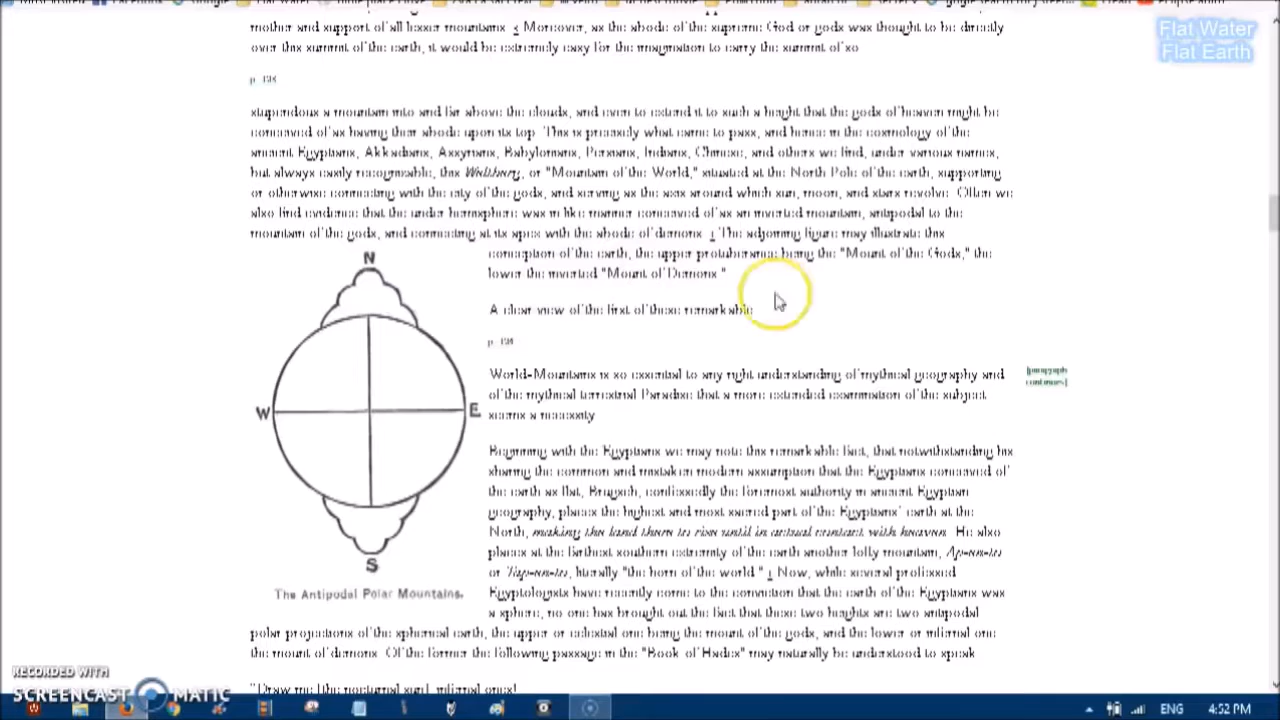 Flat Water
Flat Earth
mother and support of all lesser mountains. Moreover, as the abode of the supreme God or gods was thought to be directly
over this summit of the earth, it would be extremely easy for the imagination to carry the summit of so
stupendous a mountain into and far above the clouds, and even to extend it to such a height that the gods of heaven might be
conceived of as having their abode upon its top. This is precisely what came to pass, and hence in the cosmology of the
ancient Egyptians, Akkadians, Assyrians, Babylonians, Persians, Indians, Chinese, and others we find, under various names,
but always easily recognizable, this Weltberg, or "Mountain of the World," situated at the North Pole of the earth, supporting
or otherwise connecting with the city of the gods, and serving as the axis around which sun, moon, and stars revolve. Often we
also find evidence that the under hemisphere was in like manner conceived of as an inverted mountain, antipodal to the
mountain of the gods, and connecting at its apex with the abode of demons. 1 The adjoining figure may illustrate this
conception of the earth, the upper protuberance being the "Mount of the Gods," the
lower the inverted "Mount of Demons."
A clear view of the first of these remarkable
N
W
E
S
The Antipodal Polar Mountains.
[paragraph
continues]
World-Mountains is so essential to any right understanding of mythical geography and
of the mythical terrestrial Paradise that a more extended examination of the subject
seems a necessity.
Beginning with the Egyptians we may note this remarkable fact, that notwithstanding his
sharing the common and mistaken modern assumption that the Egyptians conceived of
the earth as flat, Brugsch, confessedly the foremost authority in ancient Egyptian
geography, places the highest and most sacred part of the Egyptians' earth at the
North, making the land there to rise until in actual contact with heaven. He also
places at the farthest southern extremity of the earth another lofty mountain,
or literally "the horn of the world." 1 Now, while several professed
Egyptologists have recently come to the conviction that the earth of the Egyptians was
a sphere, no one has brought out the fact that these two heights are two antipodal
polar projections of the spherical earth, the upper or celestial one being the mount of the gods, and the lower or infernal one
the mount of demons. Of the former the following passage in the "Book of Hades" may naturally be understood to speak:
"Draw me [the nocturnal sun], infernal ones!
RECORDED WITH
SCREENCAST MATIC
ENG
4:52 PM